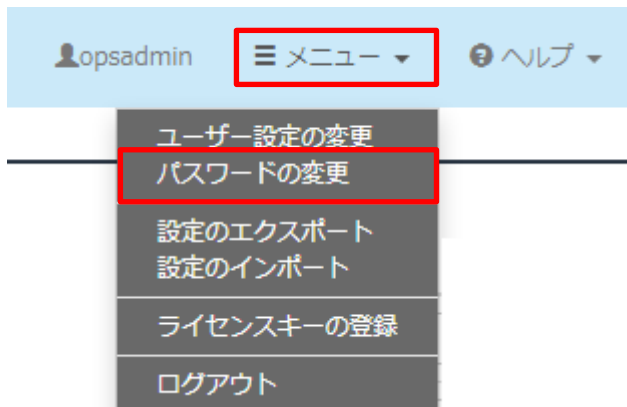 opsadmin メニュー ヘルプ
ユーザー設定の変更
パスワードの変更
設定のエクスポート
設定のインポート
ライセンスキーの登録
ログアウト